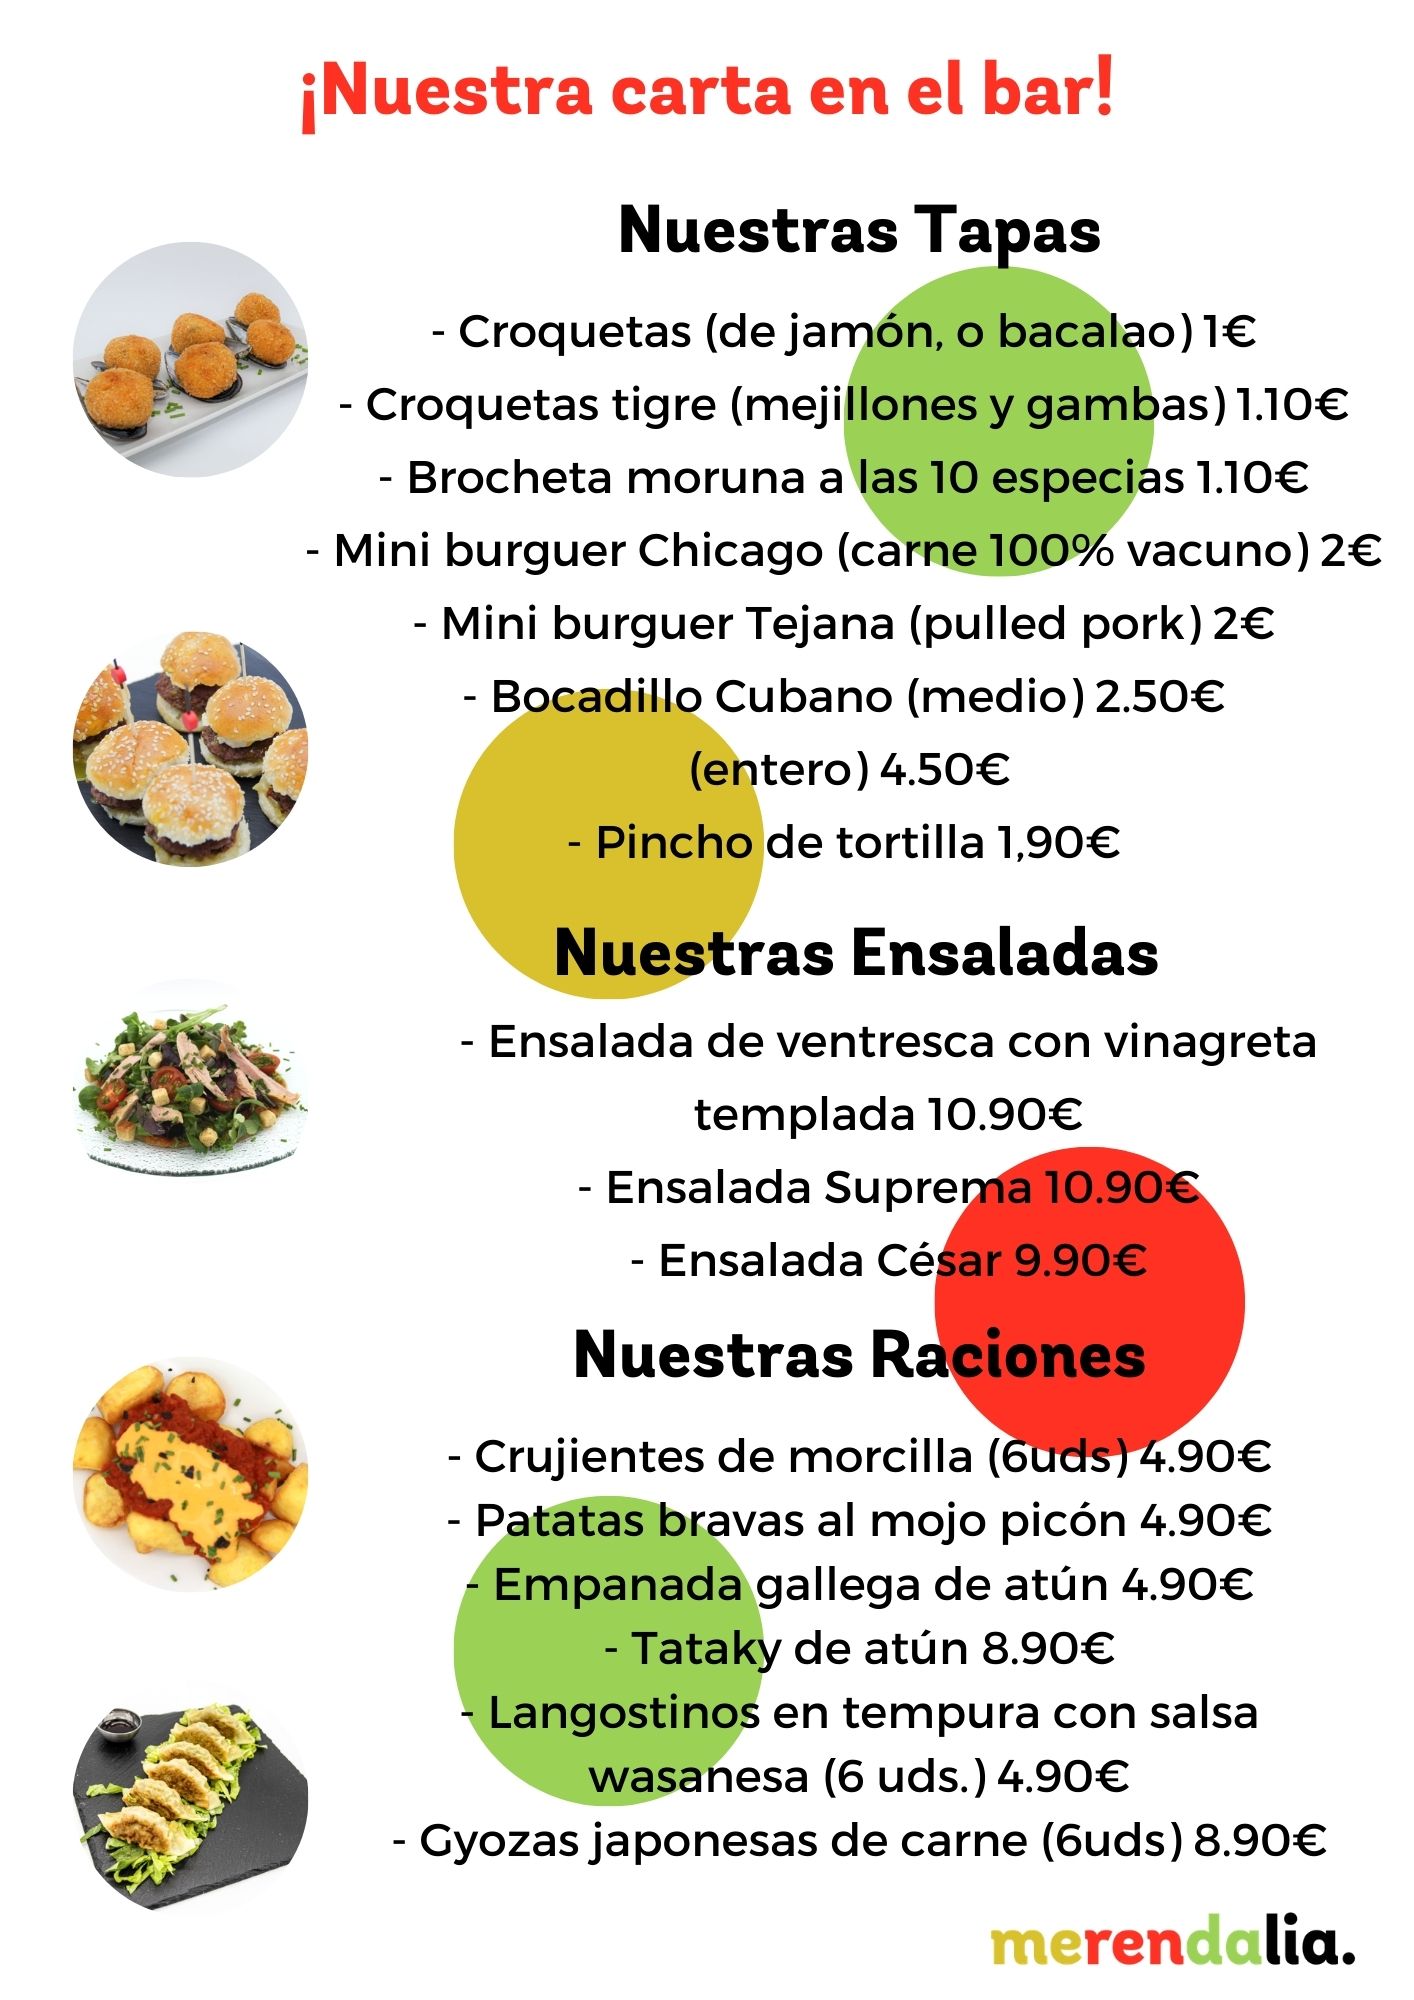 ¡Nuestra carta en el bar!
Nuestras Tapas
- Croquetas (de jamón, o bacalao) 1€
- Croquetas tigre (mejillones y gambas) 1.10€
- Brocheta moruna a las 10 especias 1.10€
- Mini burguer Chicago (carne 100% vacuno) 2€
- Mini burguer Tejana (pulled pork) 2€
- Bocadillo Cubano (medio) 2.50€
(entero) 4.50€
- Pincho de tortilla 1,90€
Nuestras Ensaladas
- Ensalada de ventresca con vinagreta
templada 10.90€
- Ensalada Suprema 10.90€
- Ensalada César 9.90€
Nuestras Raciones
- Crujientes de morcilla (6uds) 4.90€
- Patatas bravas al mojo picón 4.90€
- Empanada gallega de atún 4.90€
- Tataky de atún 8.90€
- Langostinos en tempura con salsa
wasanesa (6 uds.) 4.90€
- Gyozas japonesas de carne (6uds) 8.90€
merendalia.